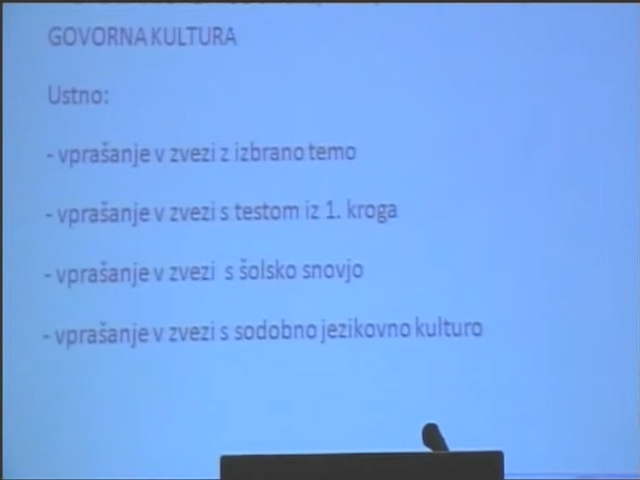 GOVORNA KULTURA
Ustno:
- vprašanje v zvezi z izbrano temo
- vprašanje v zvezi s testom iz 1. kroga
- vprašanje v zvezi s šolsko snovjo
- vprašanje v zvezi s sodobno jezikovno kulturo